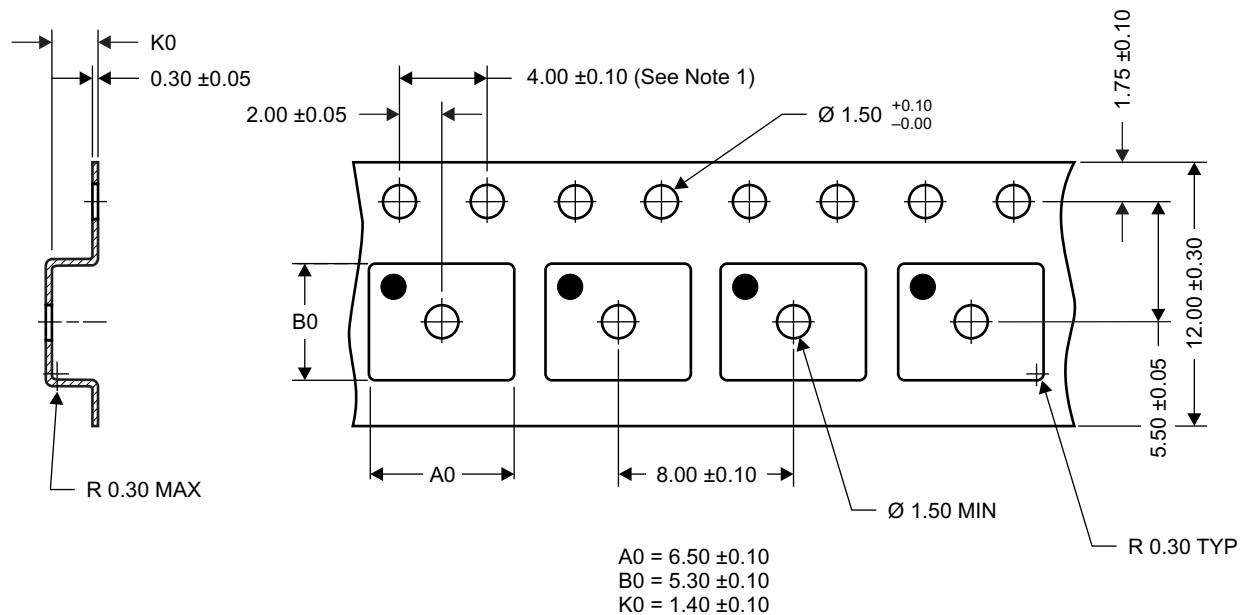 K0
0.30 ±0.05
4.00 ±0.10 (See Note 1)
2.00 ±0.05
Ø 1.50 +0.10 –0.00
1.75 ±0.10
B0
12.00 ±0.30
5.50 ±0.05
R 0.30 MAX
A0
8.00 ±0.10
Ø 1.50 MIN
R 0.30 TYP
A0 = 6.50 ±0.10
B0 = 5.30 ±0.10
K0 = 1.40 ±0.10